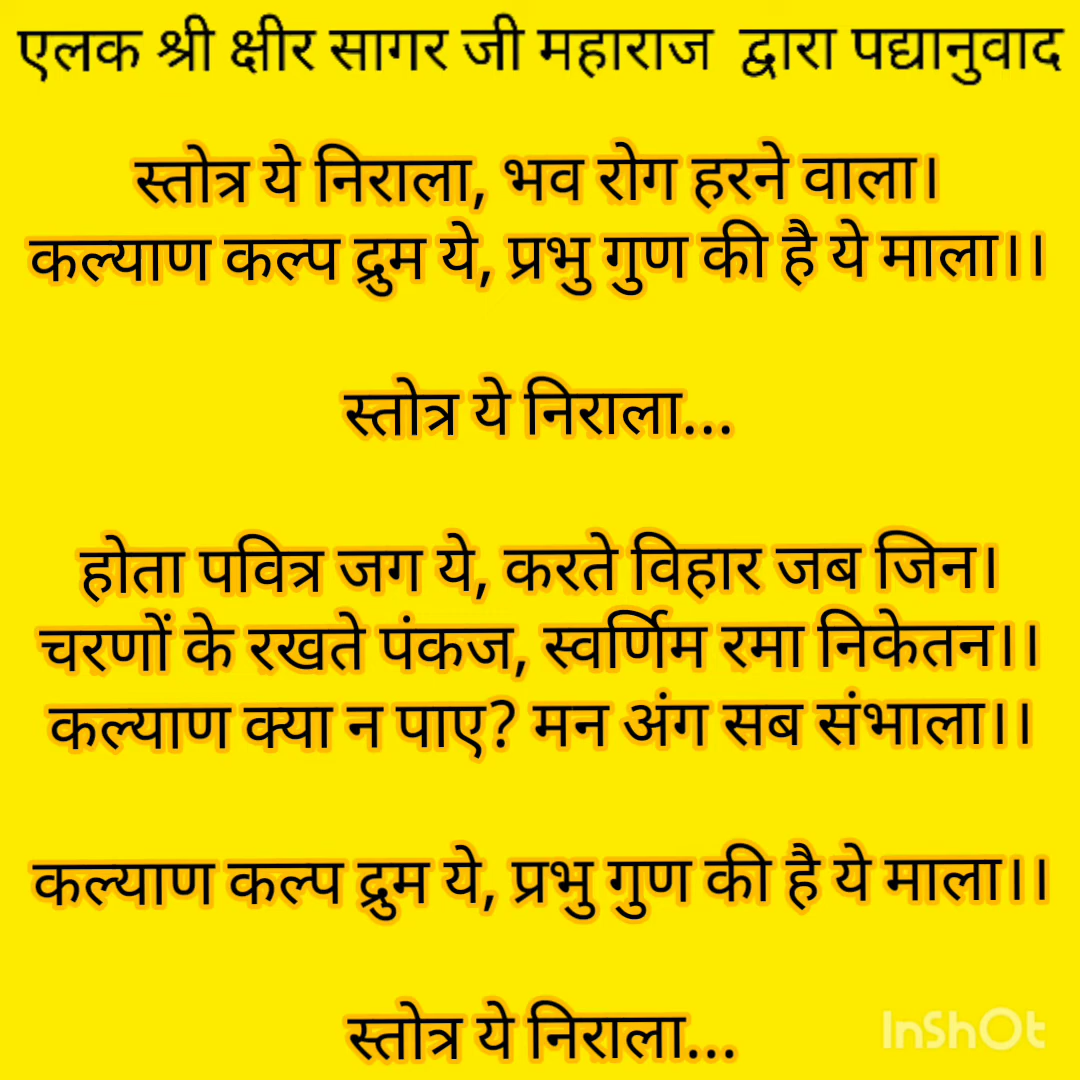 एलक श्री क्षीर सागर जी महाराज द्वारा पद्यानुवाद
स्तोत्र ये निराला, भव रोग हरने वाला।
कल्याण कल्प द्रुम ये, प्रभु गुण की है ये माला।।
स्तोत्र ये निराला...
होता पवित्र जग ये, करते विहार जब जिन।
चरणों के रखते पंकज, स्वर्णिम रमा निकेतन।।
कल्याण क्या न पाए? मन अंग सब संभाला।।
कल्याण कल्प द्रुम ये, प्रभु गुण की है ये माला।।
स्तोत्र ये निराला...
InShOt